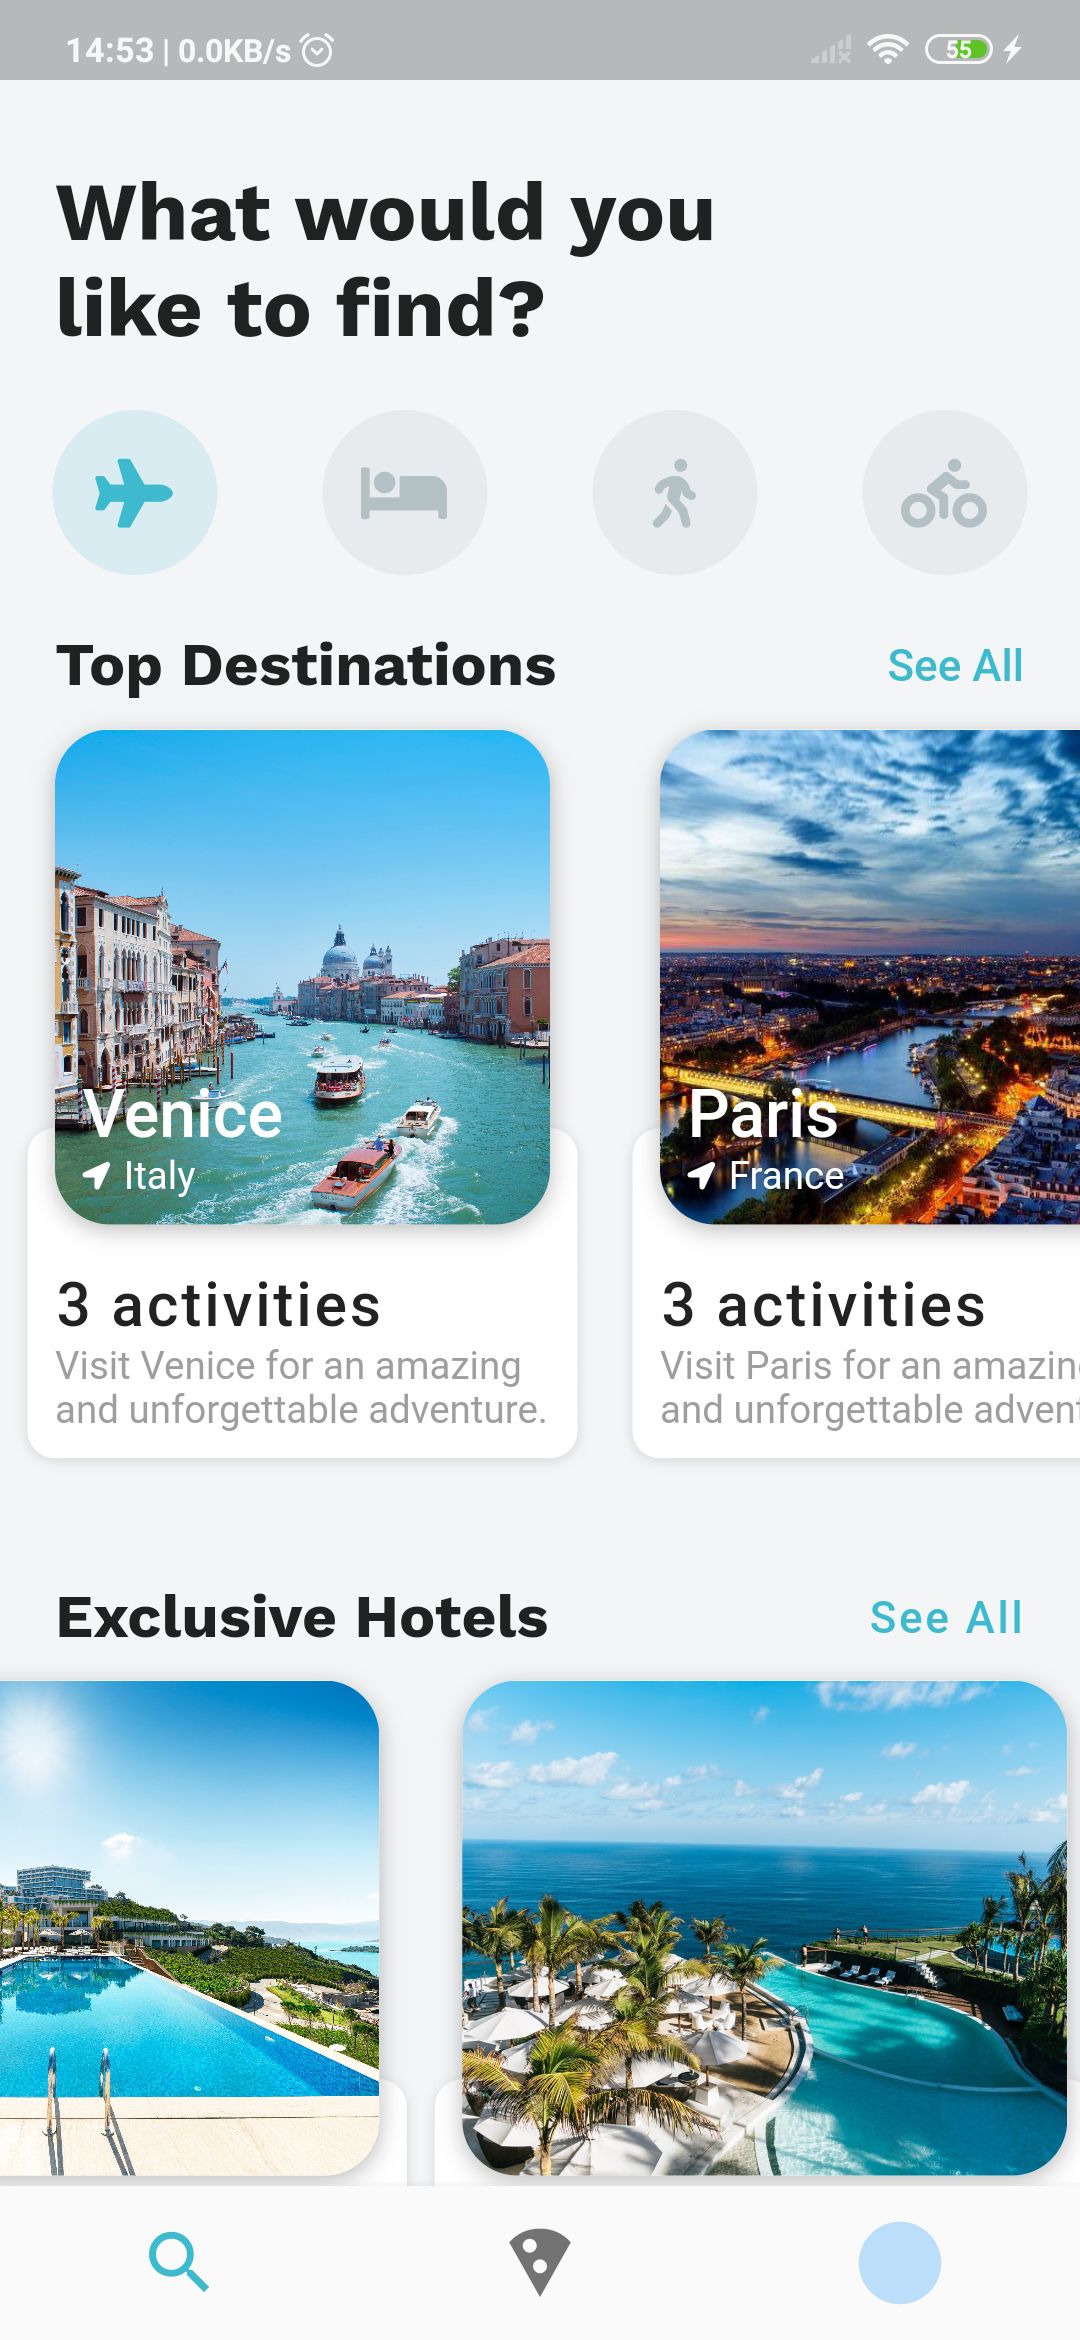 14:53 | 0.0KB/s
55
What would you
like to find?
Top Destinations
See All
Venice
Italy
3 activities
Visit Venice for an amazing
and unforgettable adventure.
Paris
France
3 activities
Visit Paris for an amazin
and unforgettable advent
Exclusive Hotels
See All